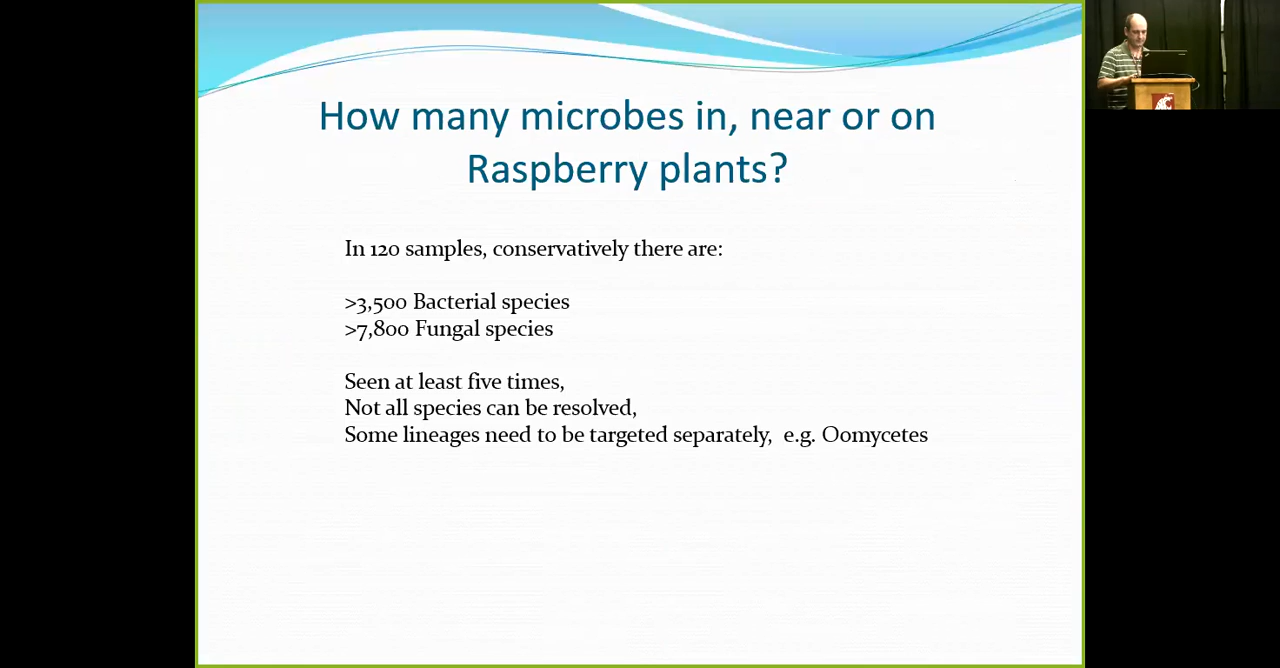 How many microbes in, near or on
Raspberry plants?
In 120 samples, conservatively there are:
>3,500 Bacterial species
>7,800 Fungal species
Seen at least five times,
Not all species can be resolved,
Some lineages need to be targeted separately,  e.g. Oomycetes